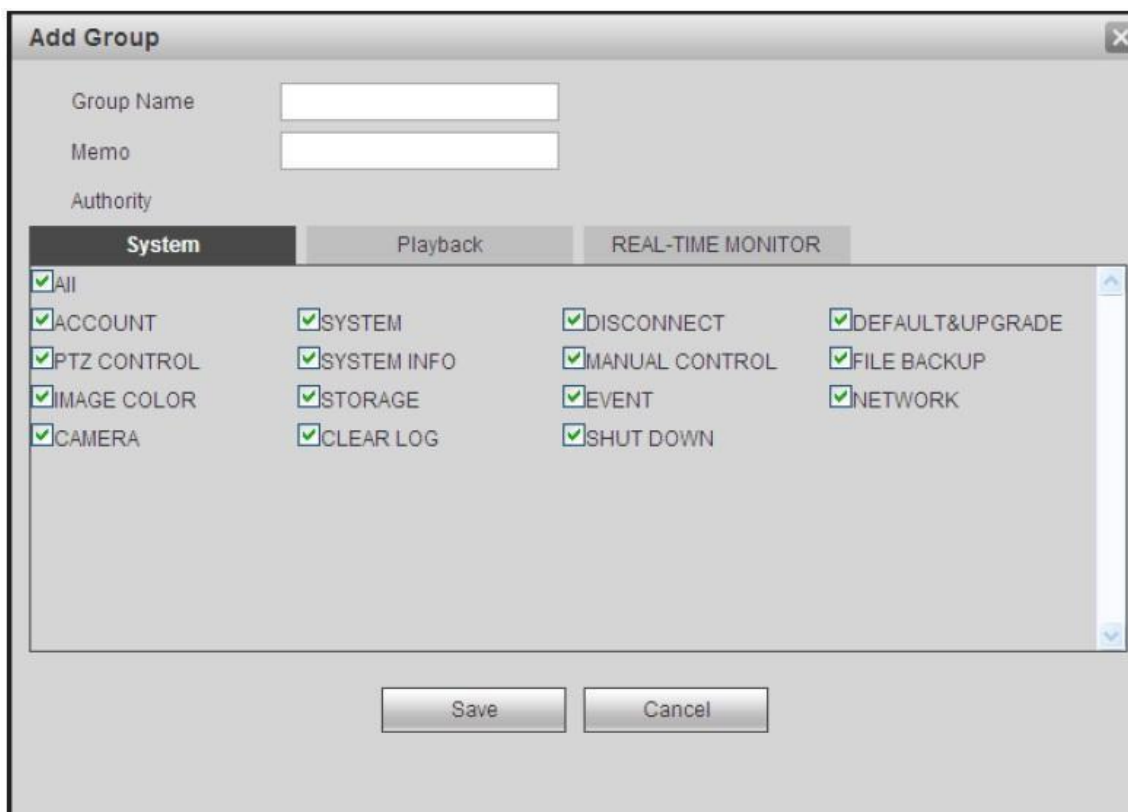 Add Group
Group Name
Memo
Authority
System Playback REAL-TIME MONITOR
All
ACCOUNT SYSTEM DISCONNECT DEFAULT&UPGRADE
PTZ CONTROL SYSTEM INFO MANUAL CONTROL FILE BACKUP
IMAGE COLOR STORAGE EVENT NETWORK
CAMERA CLEAR LOG SHUT DOWN
Save Cancel